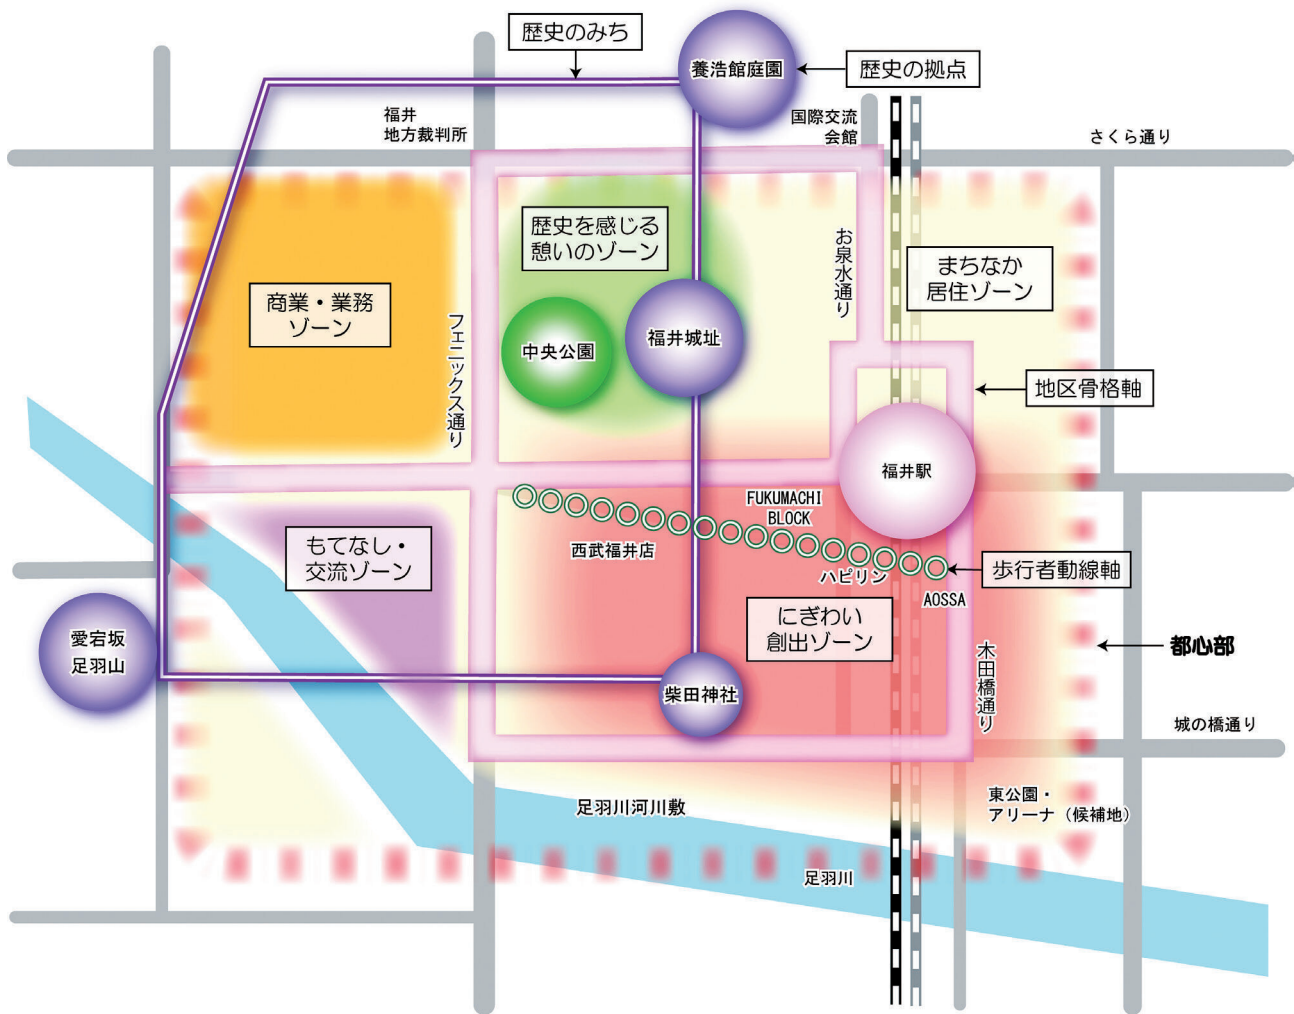 歴史のみち
養浩館庭園
歴史の拠点
福井
地方裁判所
国際交流
会館
さくら通り
歴史を感じる
憩いのゾーン
お泉水通り
まちなか
居住ゾーン
商業・業務
ゾーン
フェニックス通り
中央公園
福井城址
地区骨格軸
福井駅
FUKUMACHI
BLOCK
もてなし・
交流ゾーン
西武福井店
ハピリン
歩行者動線軸
AOSSA
にぎわい
創出ゾーン
愛宕坂
足羽山
木田橋通り
都心部
柴田神社
城の橋通り
足羽川河川敷
東公園・
アリーナ（候補地）
足羽川